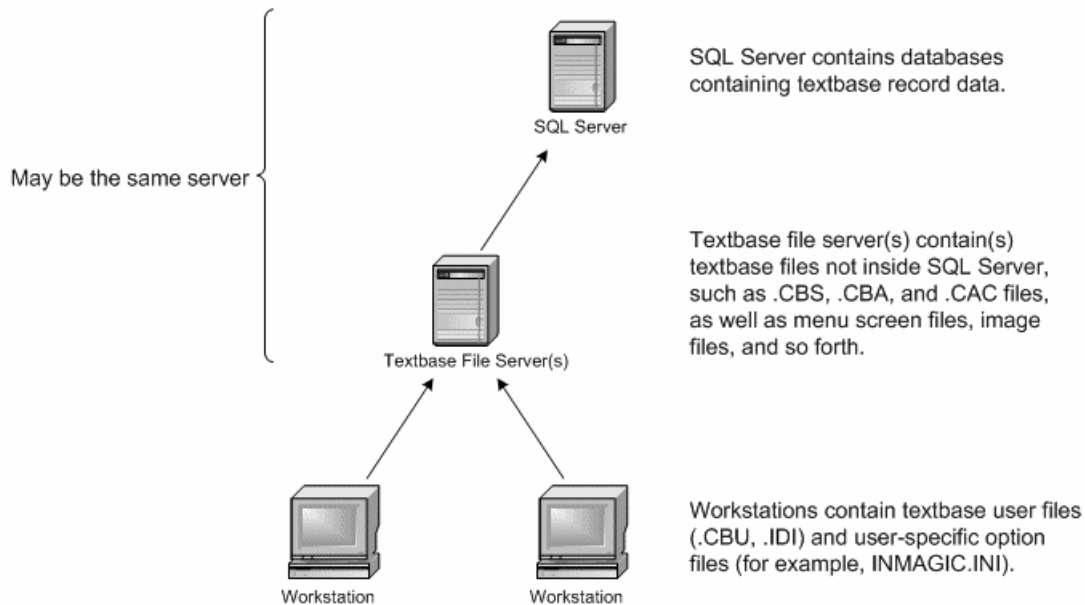 SQL Server contains databases
containing textbase record data.
SQL Server
May be the same server
Textbase file server(s) contain(s)
textbase files not inside SQL Server,
such as .CBS, .CBA, and .CAC files,
as well as menu screen files, image
files, and so forth.
Textbase File Server(s)
Workstations contain textbase user files
(.CBU, .IDI) and user-specific option
files (for example, INMAGIC.INI).
Workstation
Workstation